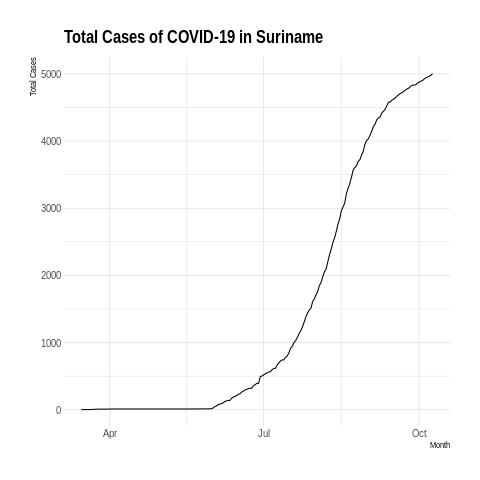 Total Cases of COVID-19 in Suriname
Total Cases
5000
4000
3000
2000
1000
0
Apr
Jul
Oct
Month